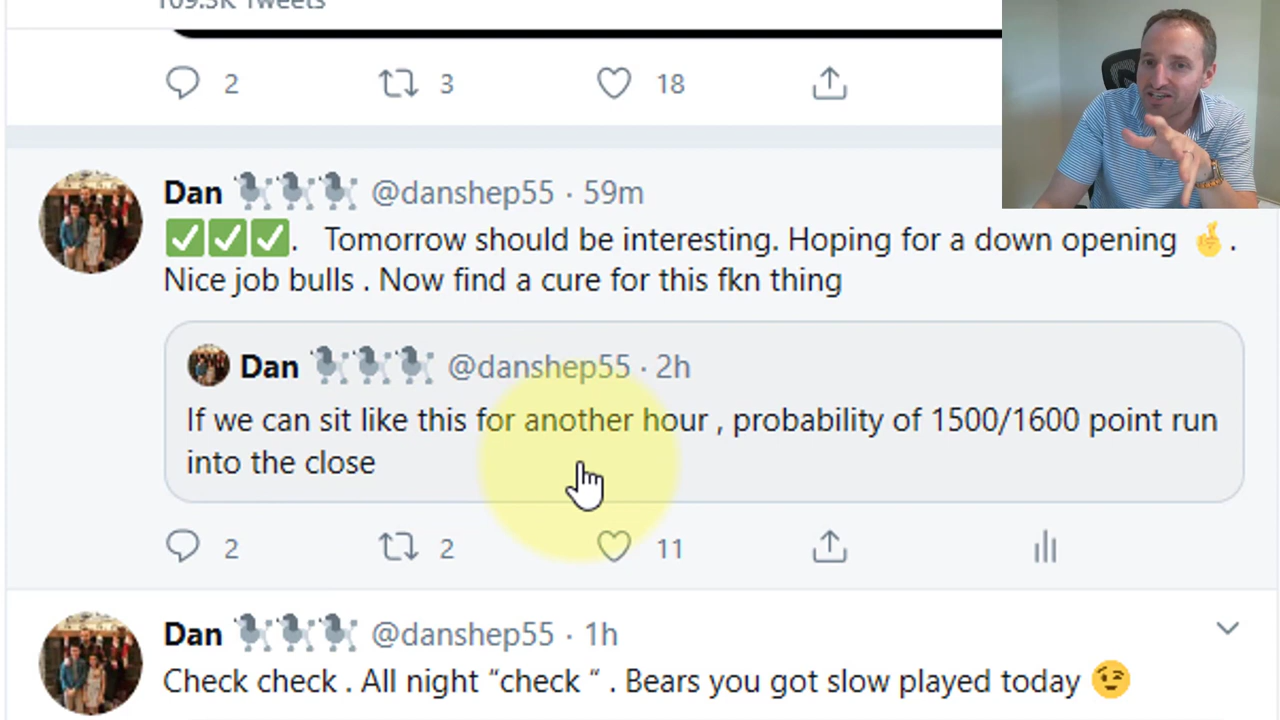 109.5K Tweets
2 3 18
Dan 🐩🐩🐩 @danshep55 · 59m
✅✅✅. Tomorrow should be interesting. Hoping for a down opening 🤞.
Nice job bulls . Now find a cure for this fkn thing
Dan 🐩🐩🐩 @danshep55 · 2h
If we can sit like this for another hour , probability of 1500/1600 point run
into the close
2 2 11
Dan 🐩🐩🐩 @danshep55 · 1h
Check check . All night “check “ . Bears you got slow played today 😉